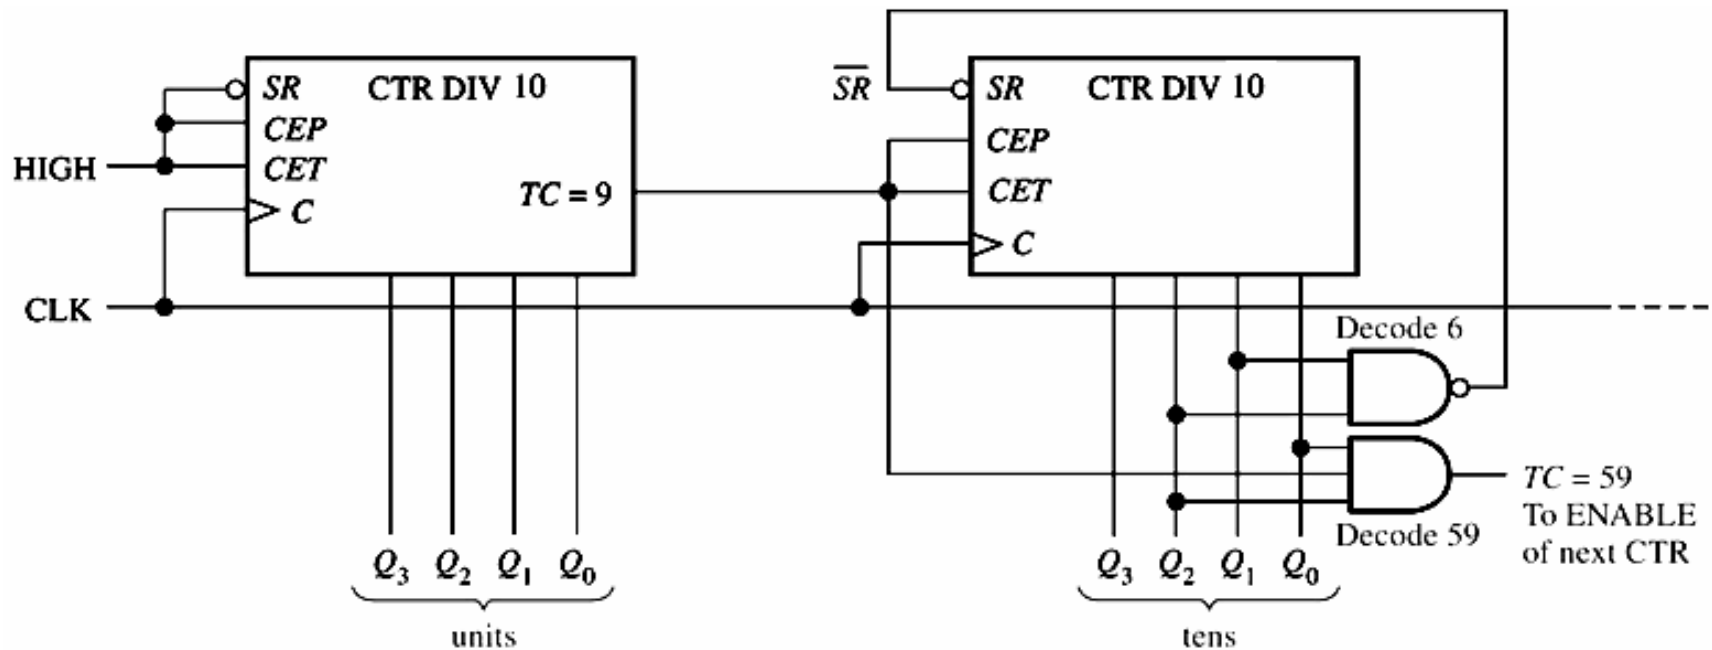 SR
CTR DIV 10
CEP
HIGH
CET
TC = 9
C
CLK
Q3 Q2 Q1 Q0
units
SR
SR
CTR DIV 10
CEP
CET
C
Decode 6
TC = 59
To ENABLE
of next CTR
Decode 59
Q3 Q2 Q1 Q0
tens